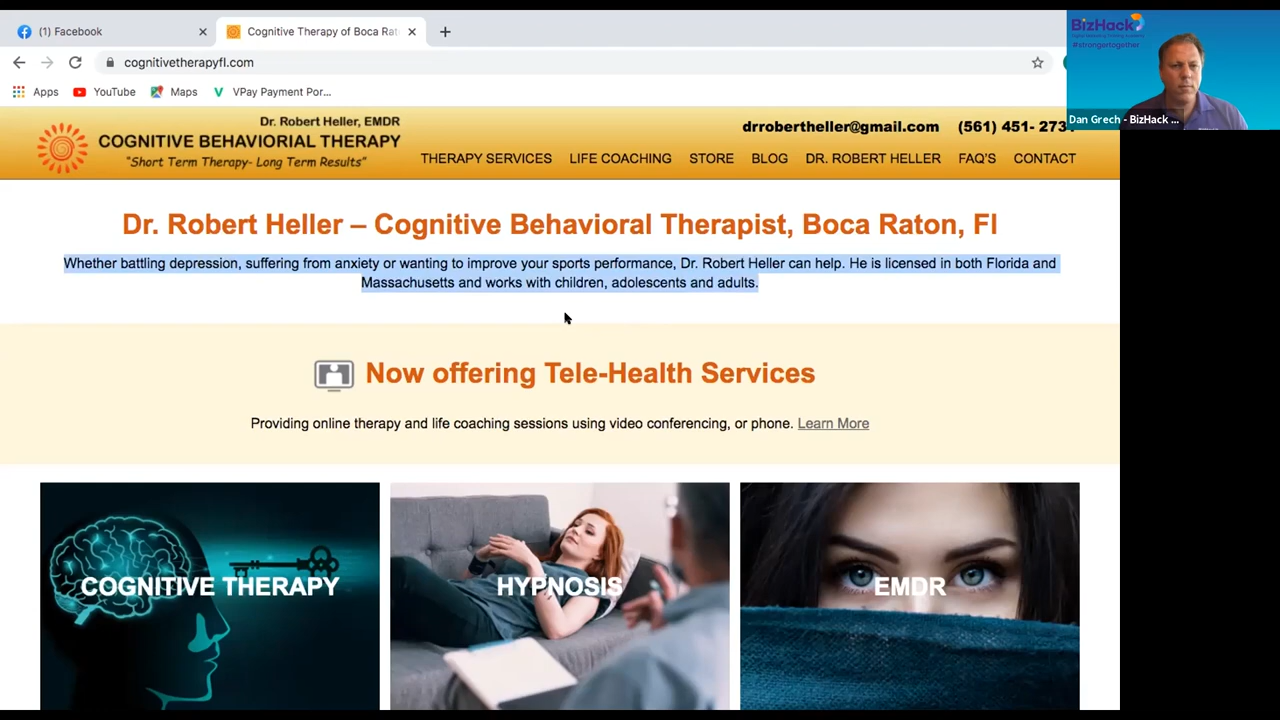 (1) Facebook
Cognitive Therapy of Boca Rat
cognitivetherapyfl.com
Apps
YouTube
Maps
VPay Payment Por...
BizHack
#strongertogether
Dan Grech - BizHack ...
Dr. Robert Heller, EMDR
COGNITIVE BEHAVIORAL THERAPY
"Short Term Therapy- Long Term Results"
drrobertheller@gmail.com (561) 451- 273
THERAPY SERVICES LIFE COACHING STORE BLOG DR. ROBERT HELLER FAQ'S CONTACT
Dr. Robert Heller – Cognitive Behavioral Therapist, Boca Raton, Fl
Whether battling depression, suffering from anxiety or wanting to improve your sports performance, Dr. Robert Heller can help. He is licensed in both Florida and
Massachusetts and works with children, adolescents and adults.
Now offering Tele-Health Services
Providing online therapy and life coaching sessions using video conferencing, or phone. Learn More
COGNITIVE THERAPY
HYPNOSIS
EMDR